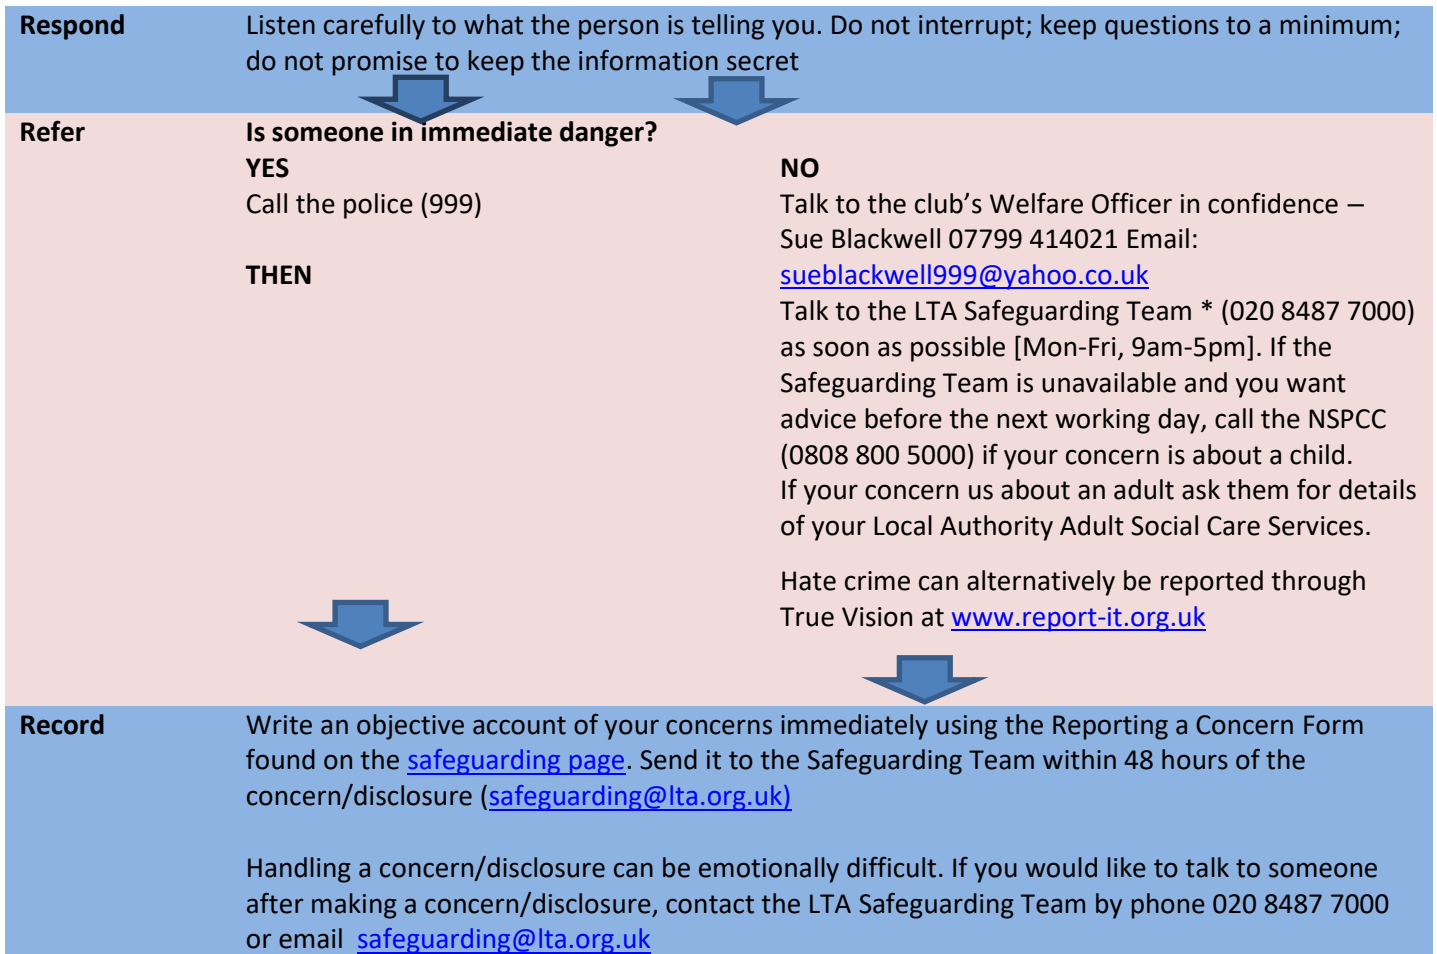 Respond
Listen carefully to what the person is telling you. Do not interrupt; keep questions to a minimum;
do not promise to keep the information secret
Refer
Is someone in immediate danger?
YES
Call the police (999)
THEN
NO
Talk to the club’s Welfare Officer in confidence –
Sue Blackwell 07799 414021 Email:
sueblackwell999@yahoo.co.uk
Talk to the LTA Safeguarding Team * (020 8487 7000)
as soon as possible [Mon-Fri, 9am-5pm]. If the
Safeguarding Team is unavailable and you want
advice before the next working day, call the NSPCC
(0808 800 5000) if your concern is about a child.
If your concern us about an adult ask them for details
of your Local Authority Adult Social Care Services.
Hate crime can alternatively be reported through
True Vision at www.report-it.org.uk
Record
Write an objective account of your concerns immediately using the Reporting a Concern Form
found on the safeguarding page. Send it to the Safeguarding Team within 48 hours of the
concern/disclosure (safeguarding@lta.org.uk)
Handling a concern/disclosure can be emotionally difficult. If you would like to talk to someone
after making a concern/disclosure, contact the LTA Safeguarding Team by phone 020 8487 7000
or email safeguarding@lta.org.uk